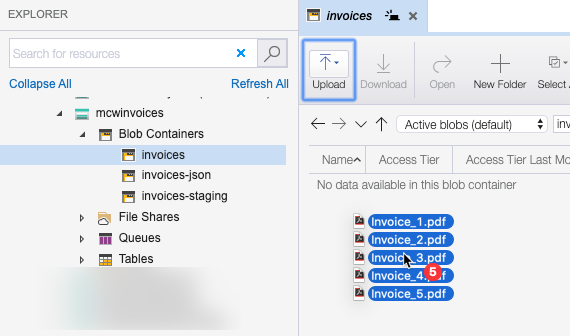 EXPLORER
Search for resources
Collapse All Refresh All
mcwinvoices
Blob Containers
invoices
invoices-json
invoices-staging
File Shares
Queues
Tables
invoices
Upload Download Open New Folder Select
Active blobs (default)
Name Access Tier Access Tier Last
No data available in this blob container
Invoice_1.pdf
Invoice_2.pdf
Invoice_3.pdf
Invoice_4.pdf
5
Invoice_5.pdf